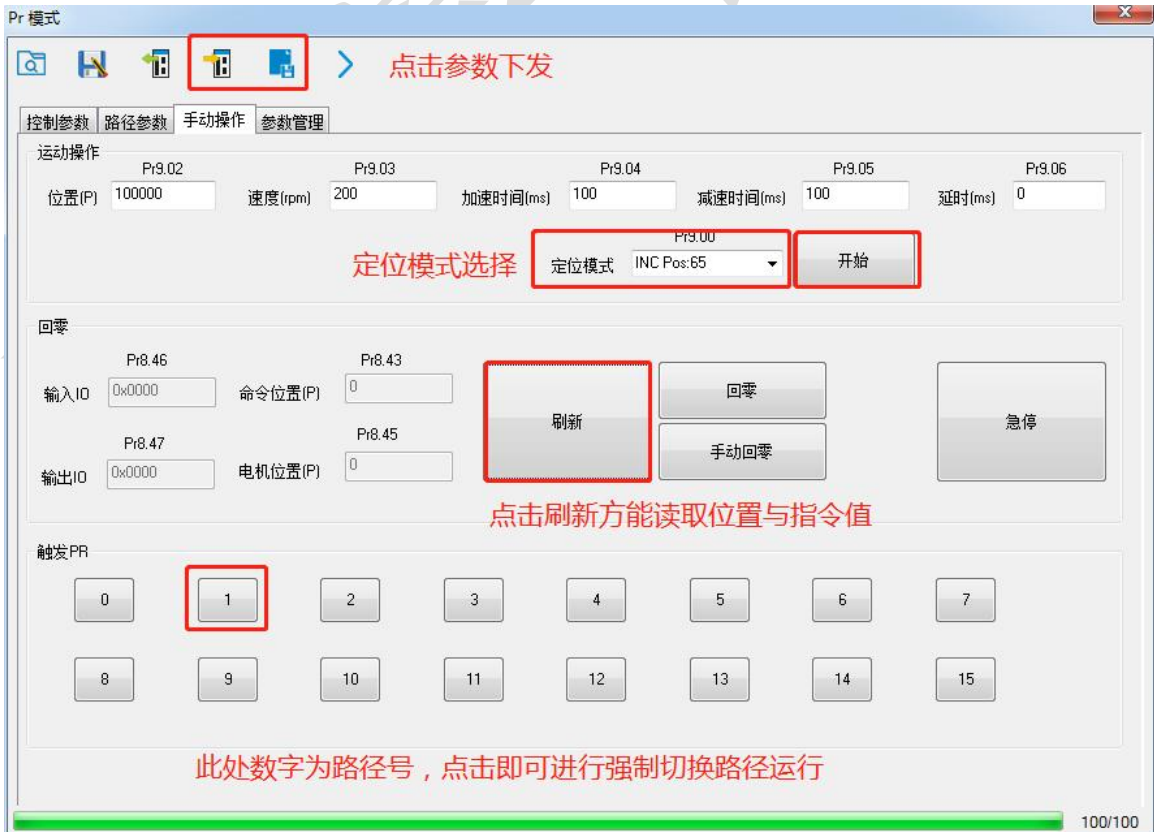 Pr 模式
点击参数下发
控制参数 路径参数 手动操作 参数管理
运动操作
Pr9.02 Pr9.03 Pr9.04 Pr9.05 Pr9.06
位置(P) 100000 速度(rpm) 200 加速时间(ms) 100 减速时间(ms) 100 延时(ms) 0
Pr9.00
定位模式选择 定位模式 INC Pos:65 开始
回零
Pr8.46 Pr8.43
输入IO 0x0000 命令位置(P) 0 刷新 回零 急停
Pr8.47 Pr8.45
输出IO 0x0000 电机位置(P) 0 手动回零
点击刷新方能读取位置与指令值
触发PR
0 1 2 3 4 5 6 7
8 9 10 11 12 13 14 15
此处数字为路径号，点击即可进行强制切换路径运行
100/100